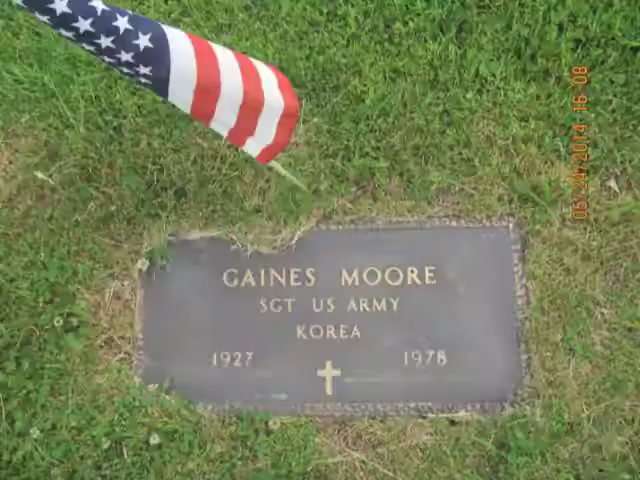 GAINES MOORE
SGT US ARMY
KOREA
1927 1978
05/24/2014 16:08